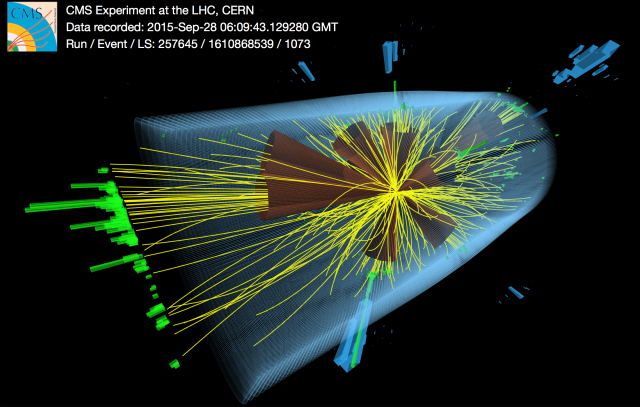 CMS
CMS Experiment at the LHC, CERN
Data recorded: 2015-Sep-28 06:09:43.129280 GMT
Run / Event / LS: 257645 / 1610868539 / 1073